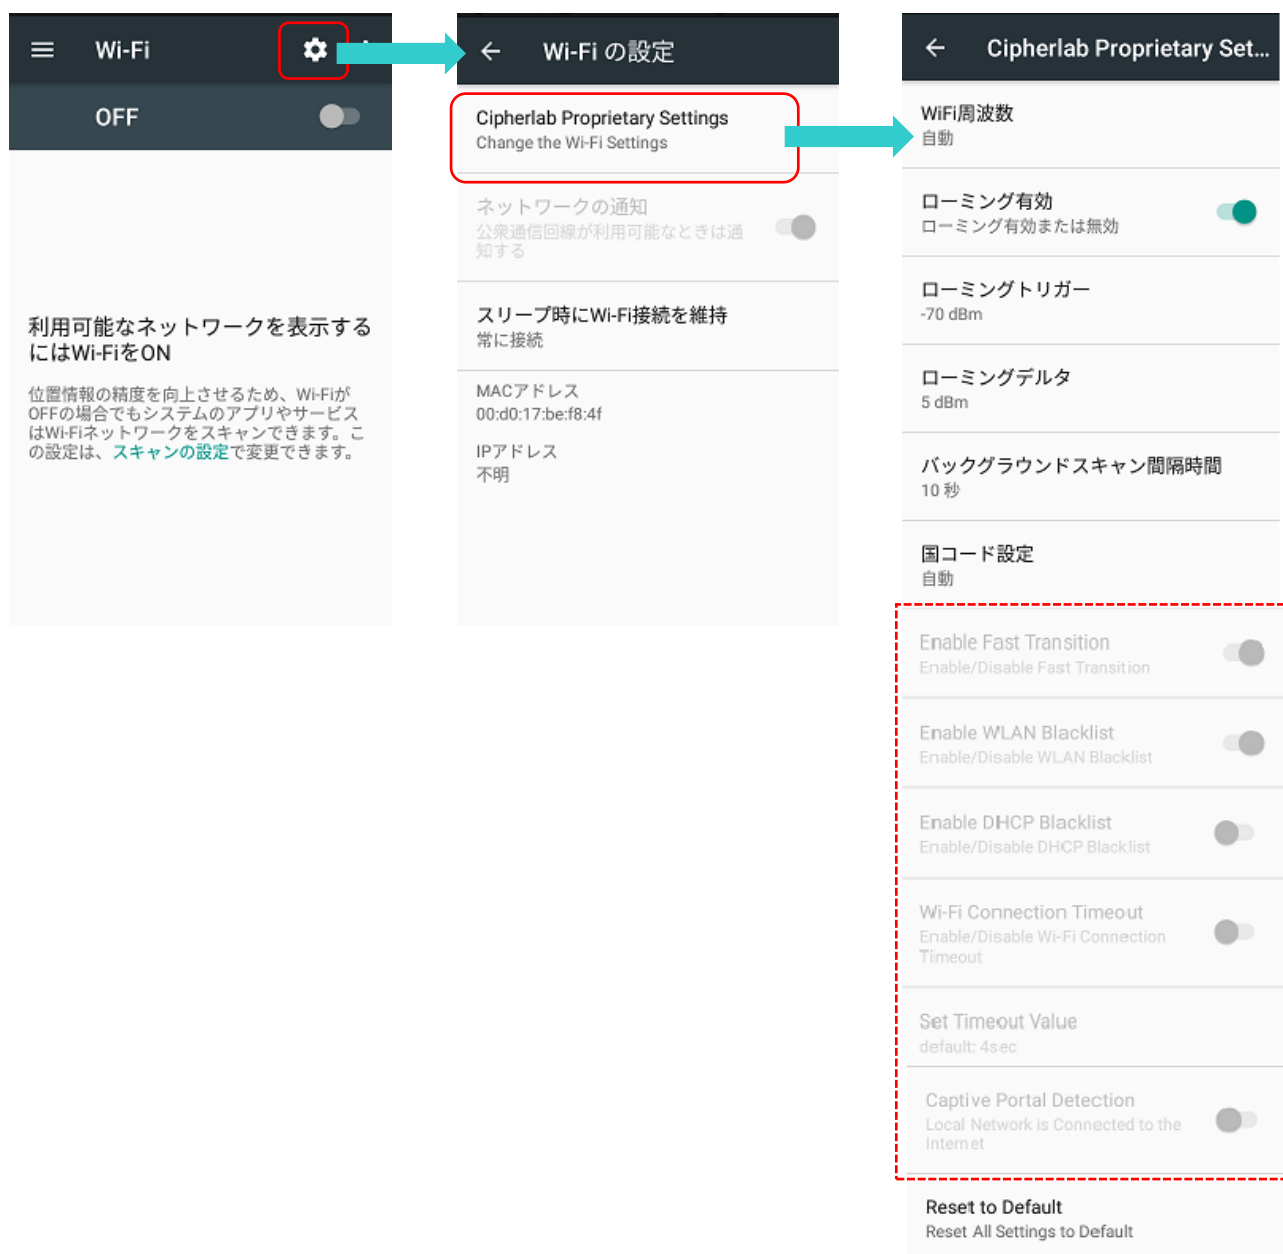 Wi-Fi
OFF
利用可能なネットワークを表示する
にはWi-FiをON
位置情報の精度を向上させるため、Wi-Fiが
OFFの場合でもシステムのアプリやサービス
はWi-Fiネットワークをスキャンできます。こ
の設定は、スキャンの設定で変更できます。
Wi-Fi の設定
Cipherlab Proprietary Settings
Change the Wi-Fi Settings
ネットワークの通知
公衆通信回線が利用可能なときは通
知する
スリープ時にWi-Fi接続を維持
常に接続
MACアドレス
00:d0:17:be:f8:4f
IPアドレス
不明
Cipherlab Proprietary Set...
WiFi周波数
自動
ローミング有効
ローミング有効または無効
ローミングトリガー
-70 dBm
ローミングデルタ
5 dBm
バックグラウンドスキャン間隔時間
10 秒
国コード設定
自動
Enable Fast Transition
Enable/Disable Fast Transition
Enable WLAN Blacklist
Enable/Disable WLAN Blacklist
Enable DHCP Blacklist
Enable/Disable DHCP Blacklist
Wi-Fi Connection Timeout
Enable/Disable Wi-Fi Connection
Timeout
Set Timeout Value
default: 4sec
Captive Portal Detection
Local Network is Connected to the
Internet
Reset to Default
Reset All Settings to Default